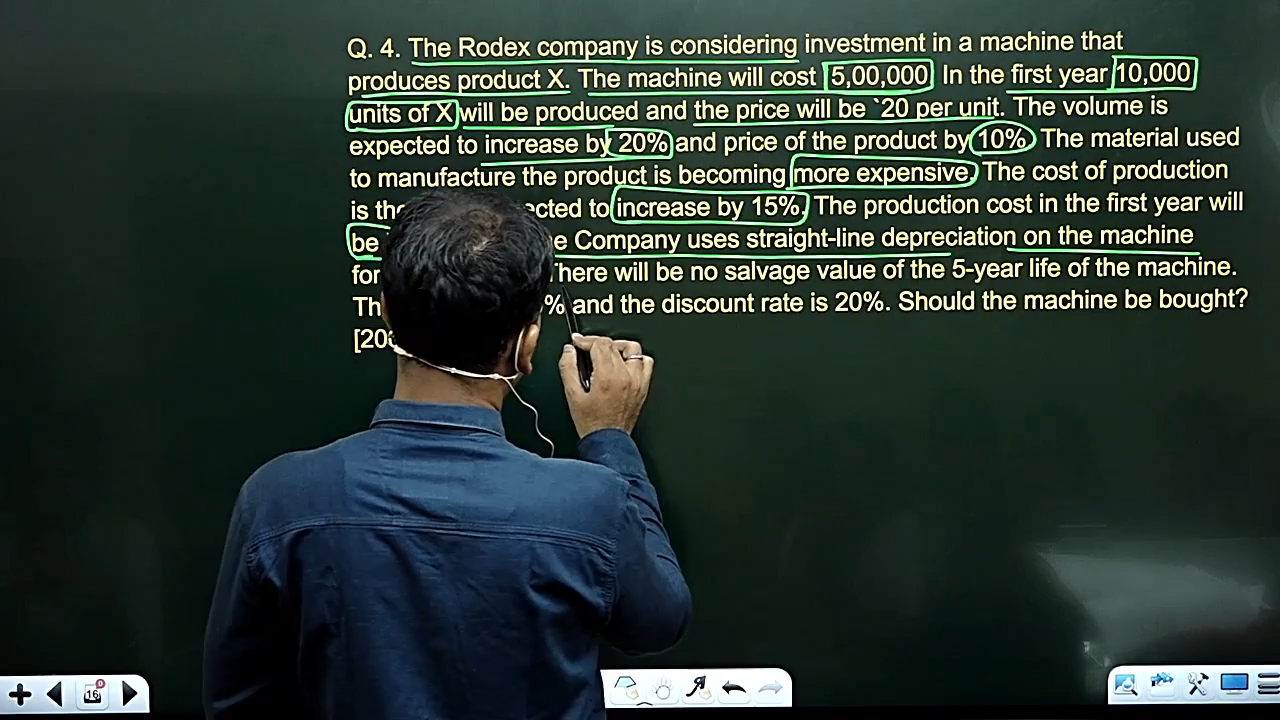 Q. 4. The Rodex company is considering investment in a machine that
produces product X. The machine will cost 5,00,000 In the first year 10,000
units of X will be produced and the price will be `20 per unit. The volume is
expected to increase by 20% and price of the product by 10% The material used
to manufacture the product is becoming more expensive. The cost of production
is to increase by 15%. The production cost in the first year will
be Company uses straight-line depreciation on the machine
for There will be no salvage value of the 5-year life of the machine.
% and the discount rate is 20%. Should the machine be bought?
16
0